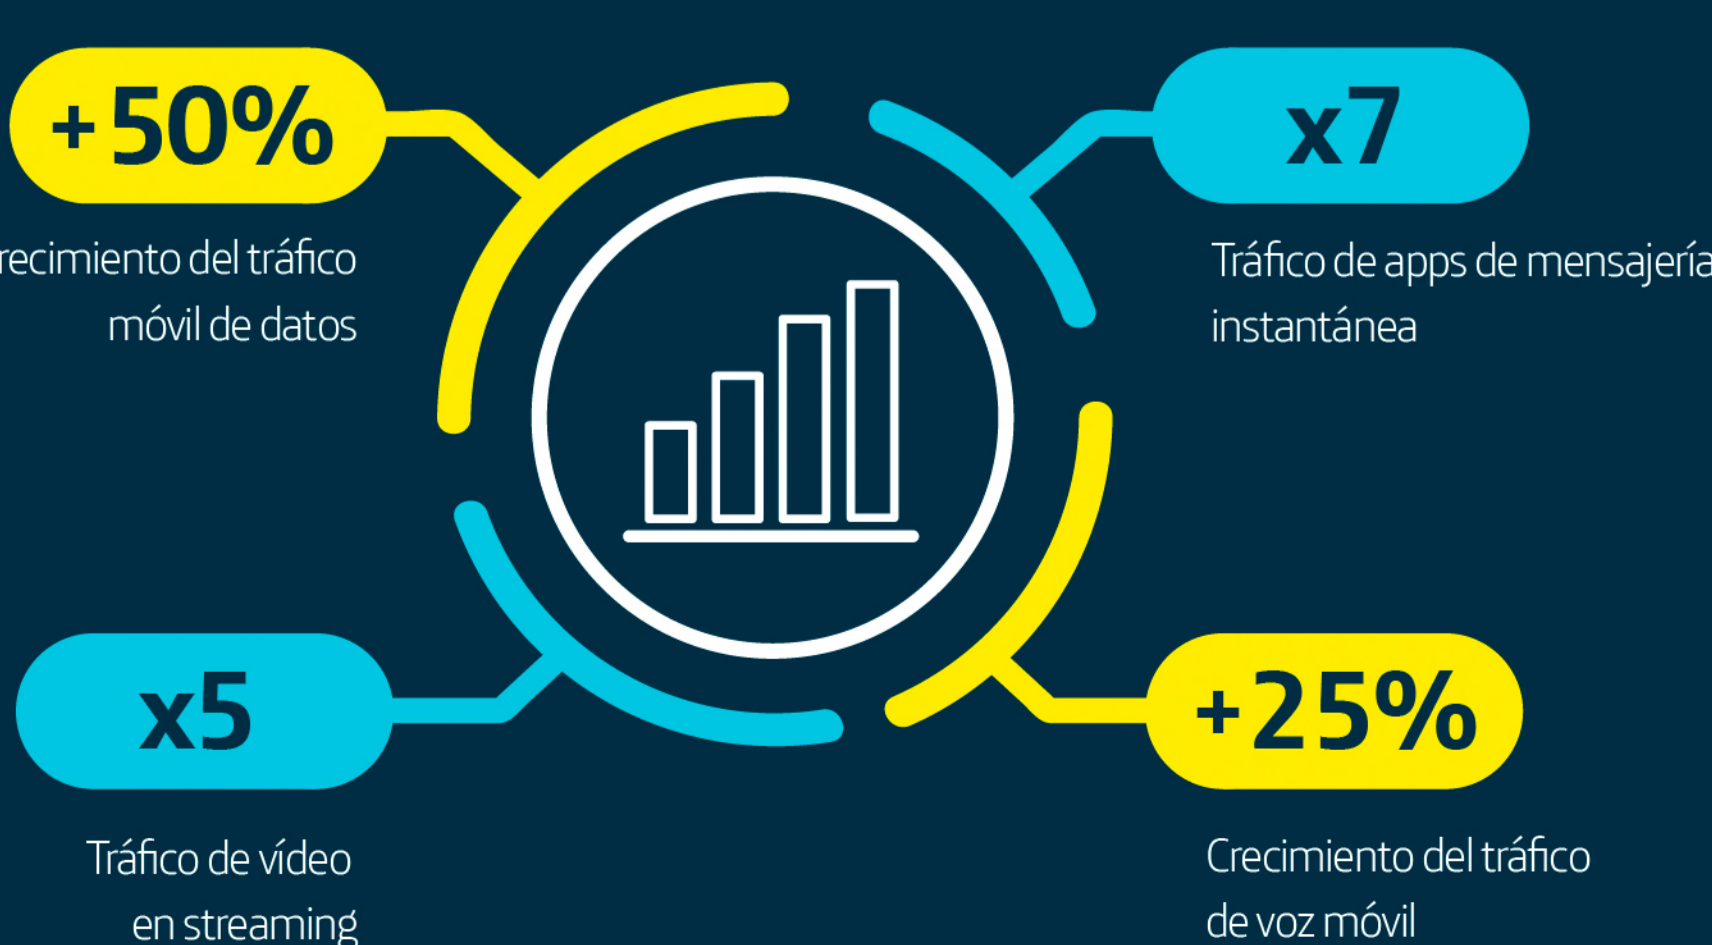 +50%
recimiento del tráfico
móvil de datos
x7
Tráfico de apps de mensajería
instantánea
x5
Tráfico de vídeo
en streaming
+25%
Crecimiento del tráfico
de voz móvil